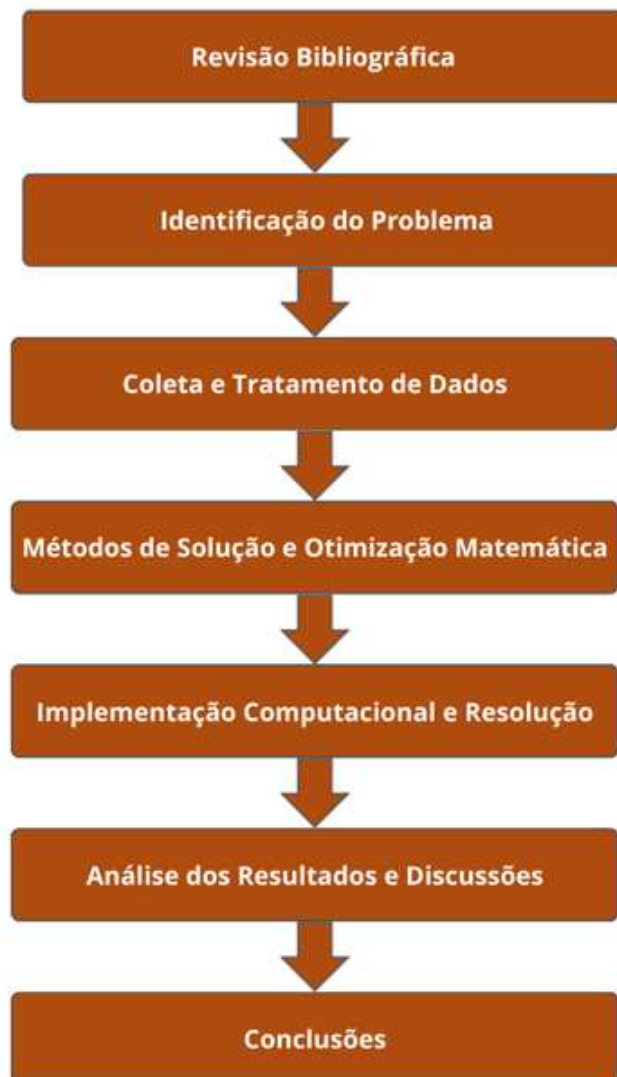 Revisão Bibliográfica
Identificação do Problema
Coleta e Tratamento de Dados
Métodos de Solução e Otimização Matemática
Implementação Computacional e Resolução
Análise dos Resultados e Discussões
Conclusões